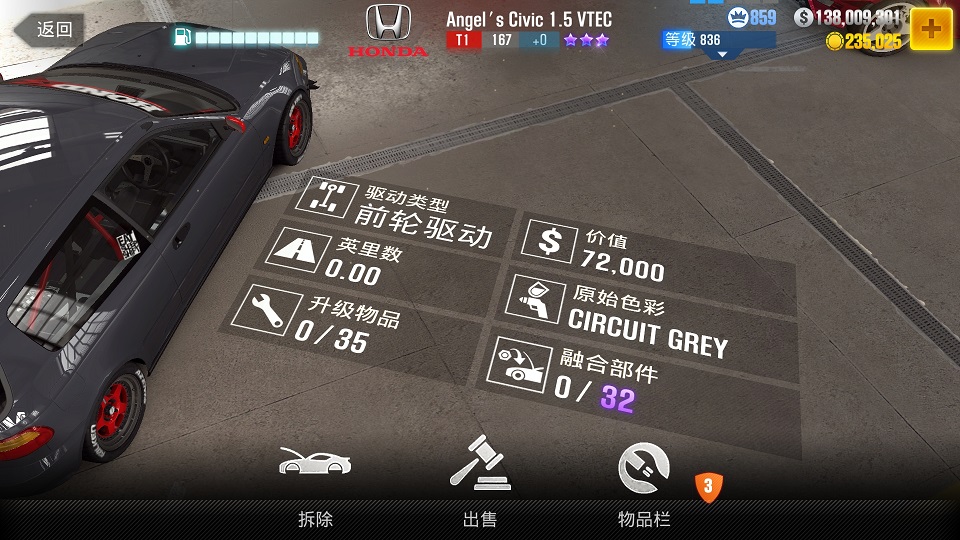 返回
HONDA
Angel's Civic 1.5 VTEC
T1 167 +0
859
138,009,301
等级 836
235,025
HONDA
驱动类型
前轮驱动
英里数
0.00
升级物品
0/35
价值
72,000
原始色彩
CIRCUIT GREY
融合部件
0/32
拆除
出售
物品栏
3